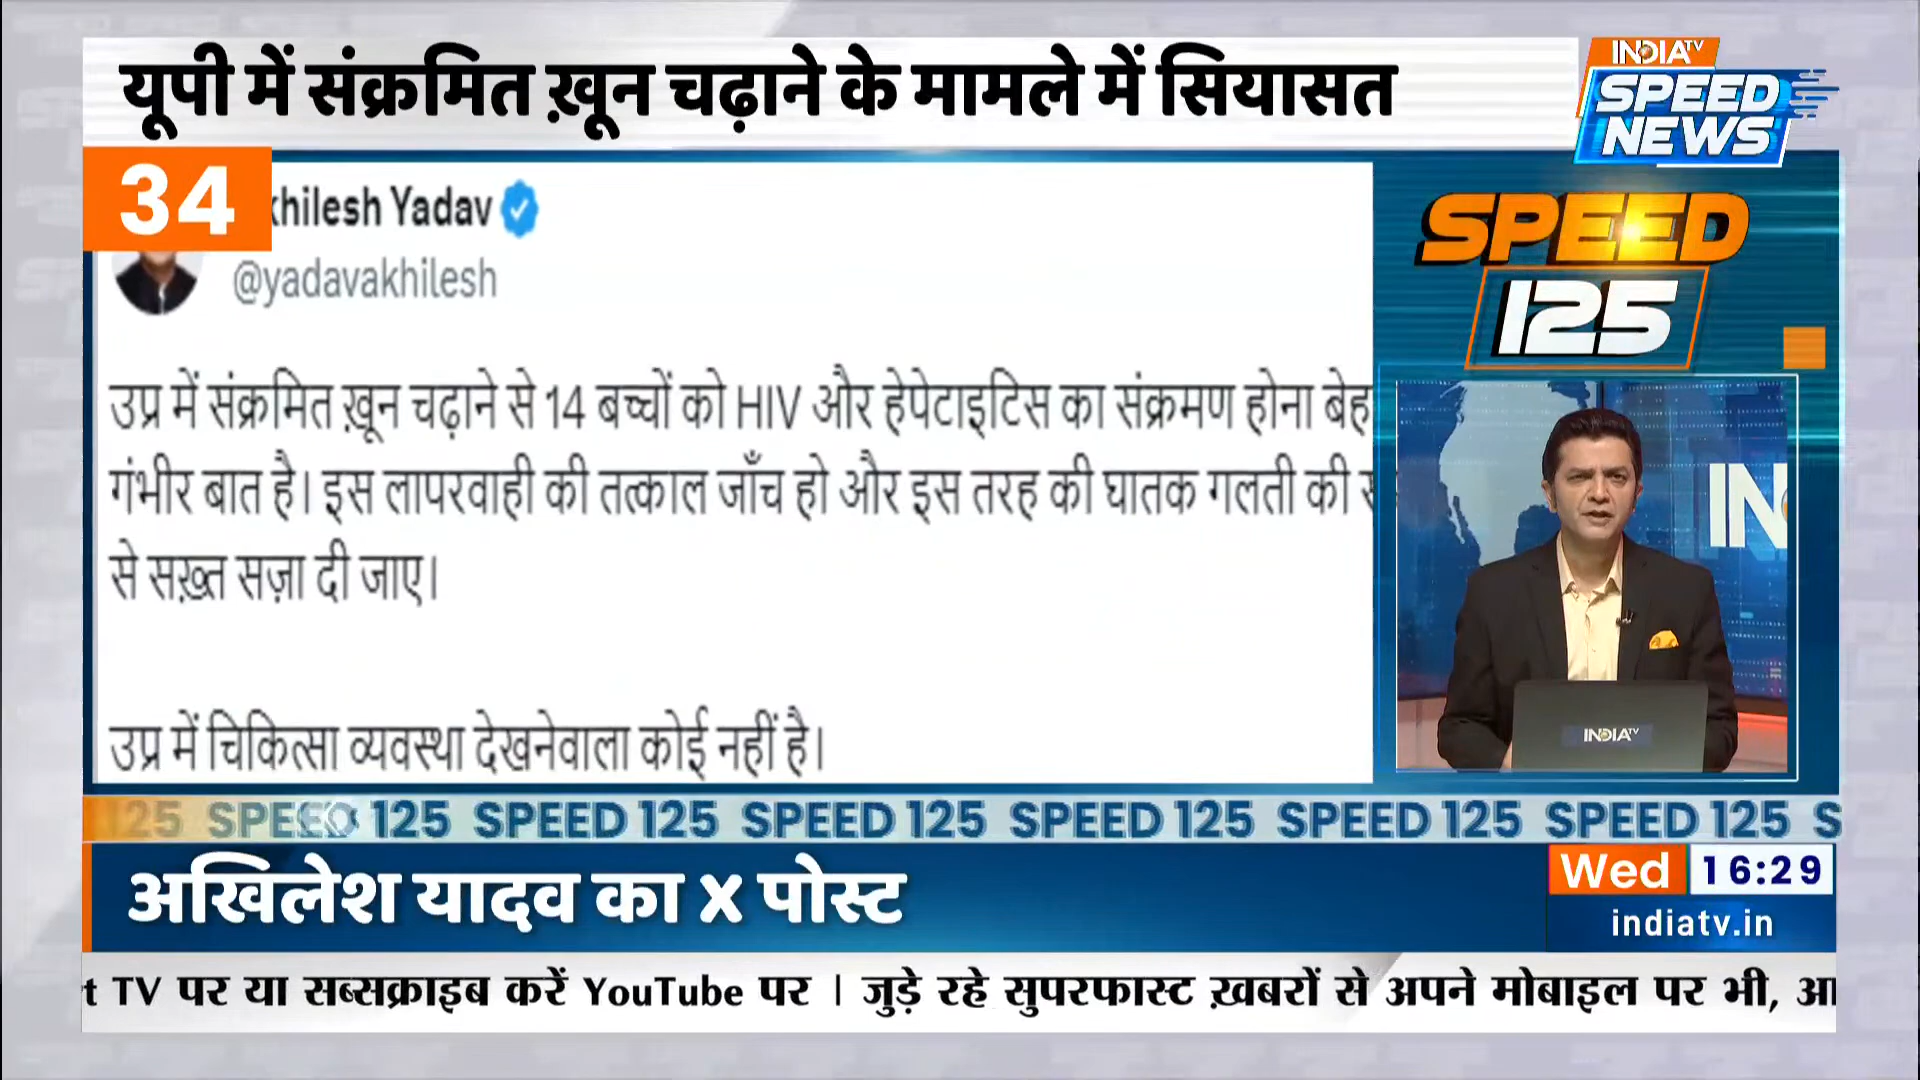 यूपी में संक्रमित ख़ून चढ़ाने के मामले में सियासत
INDIA TV
SPEED
NEWS
34
khilesh Yadav
@yadavakhilesh
उप्र में संक्रमित ख़ून चढ़ाने से 14 बच्चों को HIV और हेपेटाइटिस का संक्रमण होना बेह
गंभीर बात है। इस लापरवाही की तत्काल जाँच हो और इस तरह की घातक गलती की
से सख़्त सज़ा दी जाए।
उप्र में चिकित्सा व्यवस्था देखनेवाला कोई नहीं है।
SPEED
125
IN
INDIA TV
125 SPEED 125 SPEED 125 SPEED 125 SPEED 125 SPEED 125 SPEED 125 S
अखिलेश यादव का X पोस्ट
Wed 16:29
indiatv.in
t TV पर या सब्सक्राइब करें YouTube पर | जुड़े रहे सुपरफास्ट ख़बरों से अपने मोबाइल पर भी, आ